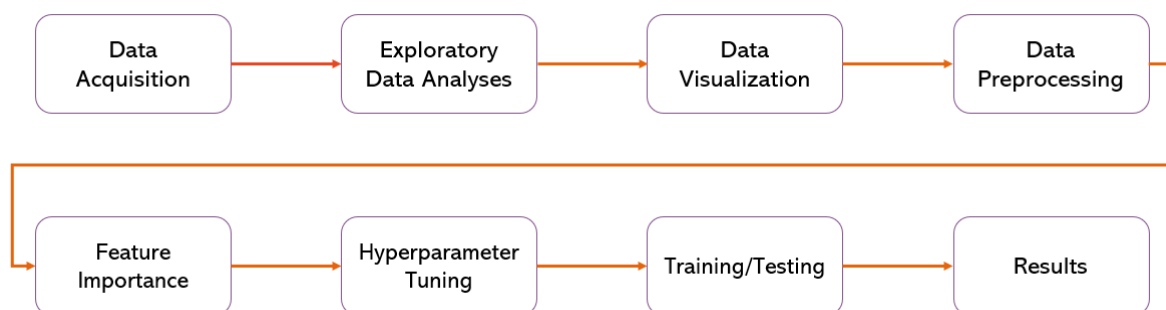 Data
Acquisition
Exploratory
Data Analyses
Data
Visualization
Data
Preprocessing
Feature
Importance
Hyperparameter
Tuning
Training/Testing
Results